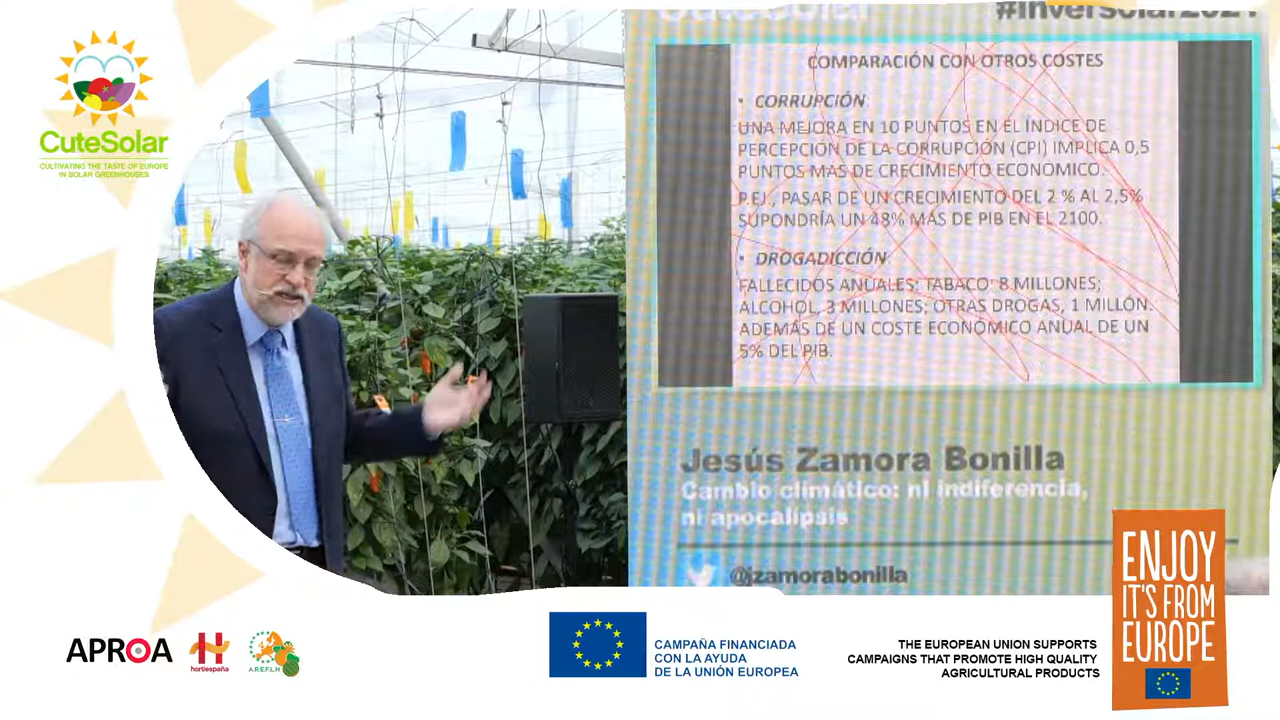 CuteSolar
CULTIVATING THE TASTE OF EUROPE
IN SOLAR GREENHOUSES
CuteSolar
#Inversolar2021
COMPARACIÓN CON OTROS COSTES
• CORRUPCIÓN
UNA MEJORA EN 10 PUNTOS EN EL ÍNDICE DE
PERCEPCIÓN DE LA CORRUPCIÓN (CPI) IMPLICA 0,5
PUNTOS MÁS DE CRECIMIENTO ECONÓMICO.
P.EJ., PASAR DE UN CRECIMIENTO DEL 2 % AL 2,5%
SUPONDRÍA UN 48% MÁS DE PIB EN EL 2100.
• DROGADICCIÓN
FALLECIDOS ANUALES: TABACO: 8 MILLONES;
ALCOHOL, 3 MILLONES; OTRAS DROGAS, 1 MILLÓN.
ADEMÁS DE UN COSTE ECONÓMICO ANUAL DE UN
5% DEL PIB.
Jesús Zamora Bonilla
Cambio climático: ni indiferencia,
ni apocalipsis
@jzamorabonilla
APROA
hortiespaña
A.R.E.F.L.H
CAMPAÑA FINANCIADA
CON LA AYUDA
DE LA UNIÓN EUROPEA
THE EUROPEAN UNION SUPPORTS
CAMPAIGNS THAT PROMOTE HIGH QUALITY
AGRICULTURAL PRODUCTS
ENJOY
IT'S FROM
EUROPE